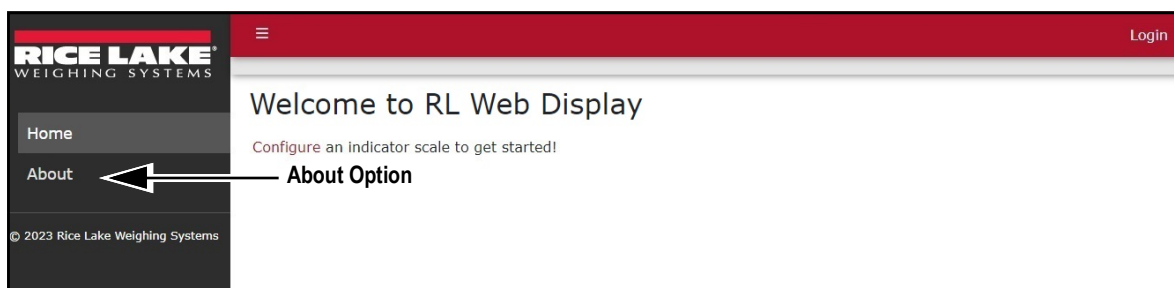 RICE LAKE®
WEIGHING SYSTEMS
☰
Login
Home
About
© 2023 Rice Lake Weighing Systems
Welcome to RL Web Display
Configure an indicator scale to get started!
About Option